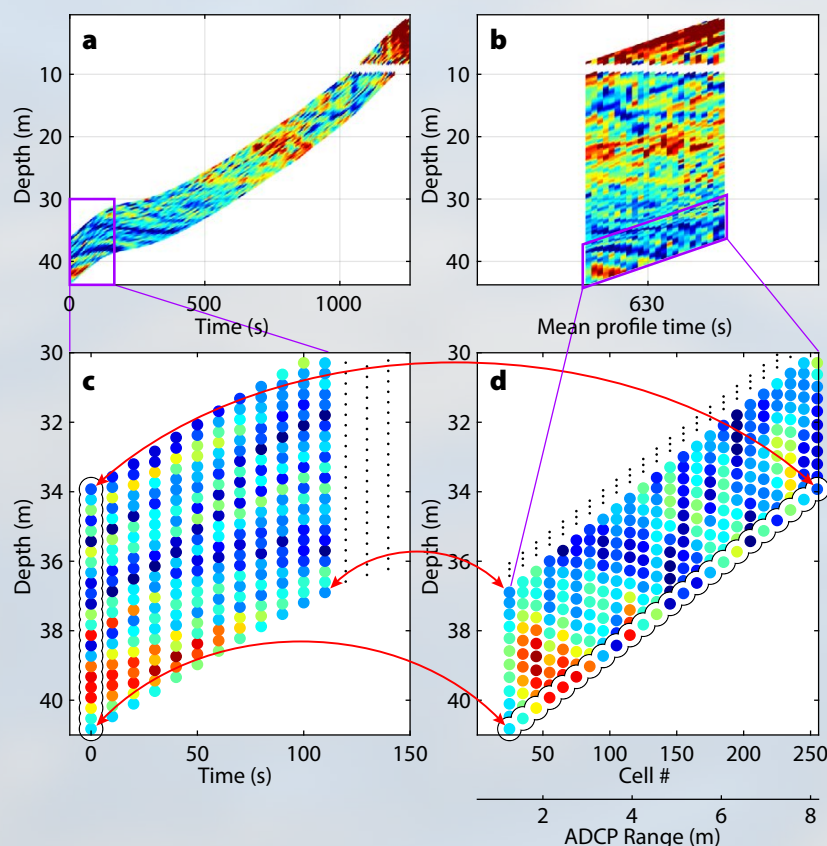 a
Depth (m)
10
20
30
40
0
500
1000
Time (s)
b
Depth (m)
10
20
30
40
630
Mean profile time (s)
c
Depth (m)
30
32
34
36
38
40
0
50
100
150
Time (s)
d
Depth (m)
30
32
34
36
38
40
50
100
150
200
250
Cell #
2
4
6
8
ADCP Range (m)